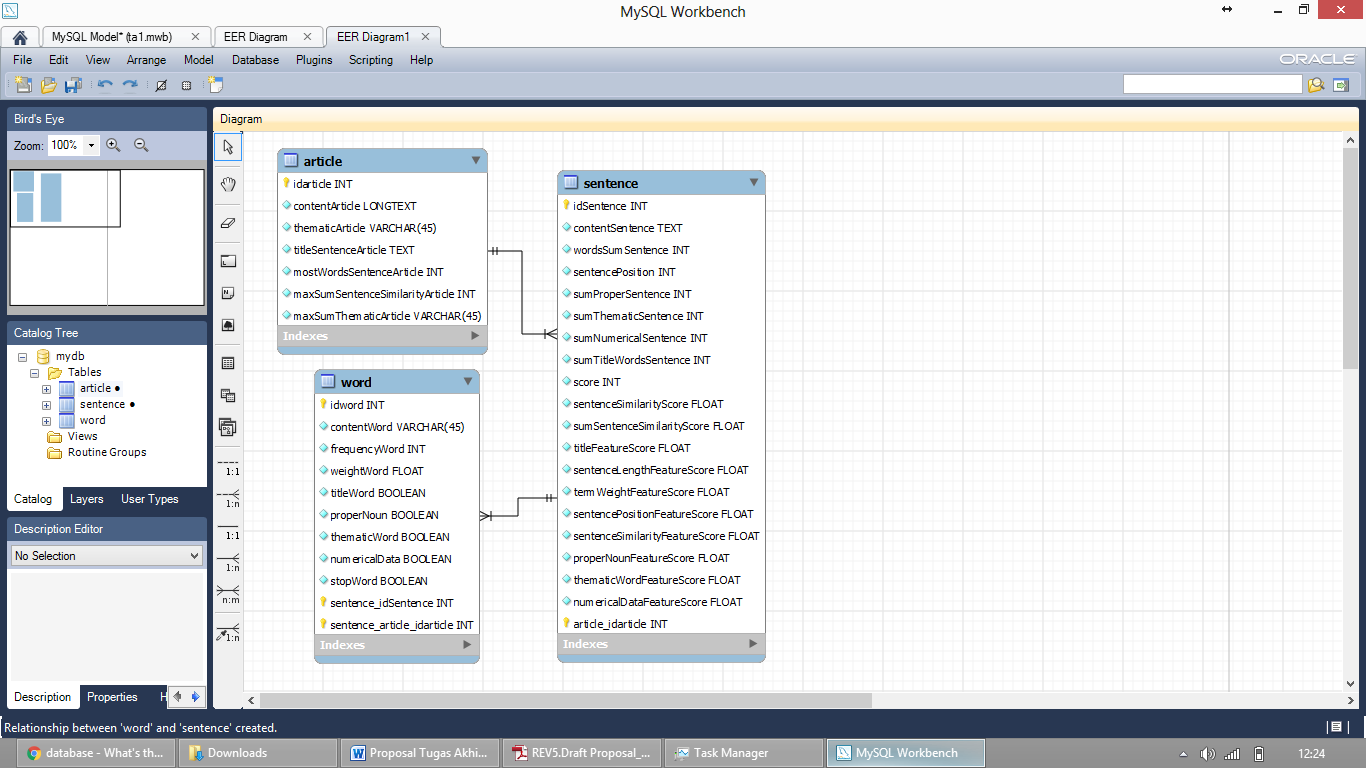 MySQL Workbench
MySQL Model* (ta1.mwb)
EER Diagram
EER Diagram1
File Edit View Arrange Model Database Plugins Scripting Help
ORACLE
Bird's Eye
Zoom: 100%
Catalog Tree
mydb
Tables
article
sentence
word
Views
Routine Groups
Catalog Layers User Types
Description Editor
No Selection
Description Properties H
Diagram
1:1
1:n
1:1
1:n
n:m
1:n
article
idarticle INT
contentArticle LONGTEXT
thematicArticle VARCHAR(45)
titleSentenceArticle TEXT
mostWordsSentenceArticle INT
maxSumSentenceSimilarityArticle INT
maxSumThematicArticle VARCHAR(45)
Indexes
word
idword INT
contentWord VARCHAR(45)
frequencyWord INT
weightWord FLOAT
titleWord BOOLEAN
properNoun BOOLEAN
thematicWord BOOLEAN
numericalData BOOLEAN
stopWord BOOLEAN
sentence_idSentence INT
sentence_article_idarticle INT
Indexes
sentence
idSentence INT
contentSentence TEXT
wordsSumSentence INT
sentencePosition INT
sumProperSentence INT
sumThematicSentence INT
sumNumericalSentence INT
sumTitleWordsSentence INT
score INT
sentenceSimilarityScore FLOAT
sumSentenceSimilarityScore FLOAT
titleFeatureScore FLOAT
sentenceLengthFeatureScore FLOAT
termWeightFeatureScore FLOAT
sentencePositionFeatureScore FLOAT
sentenceSimilarityFeatureScore FLOAT
properNounFeatureScore FLOAT
thematicWordFeatureScore FLOAT
numericalDataFeatureScore FLOAT
article_idarticle INT
Indexes
Relationship between 'word' and 'sentence' created.
database - What's th...
Downloads
Proposal Tugas Akhi...
REV5.Draft Proposal_...
Task Manager
MySQL Workbench
12:24